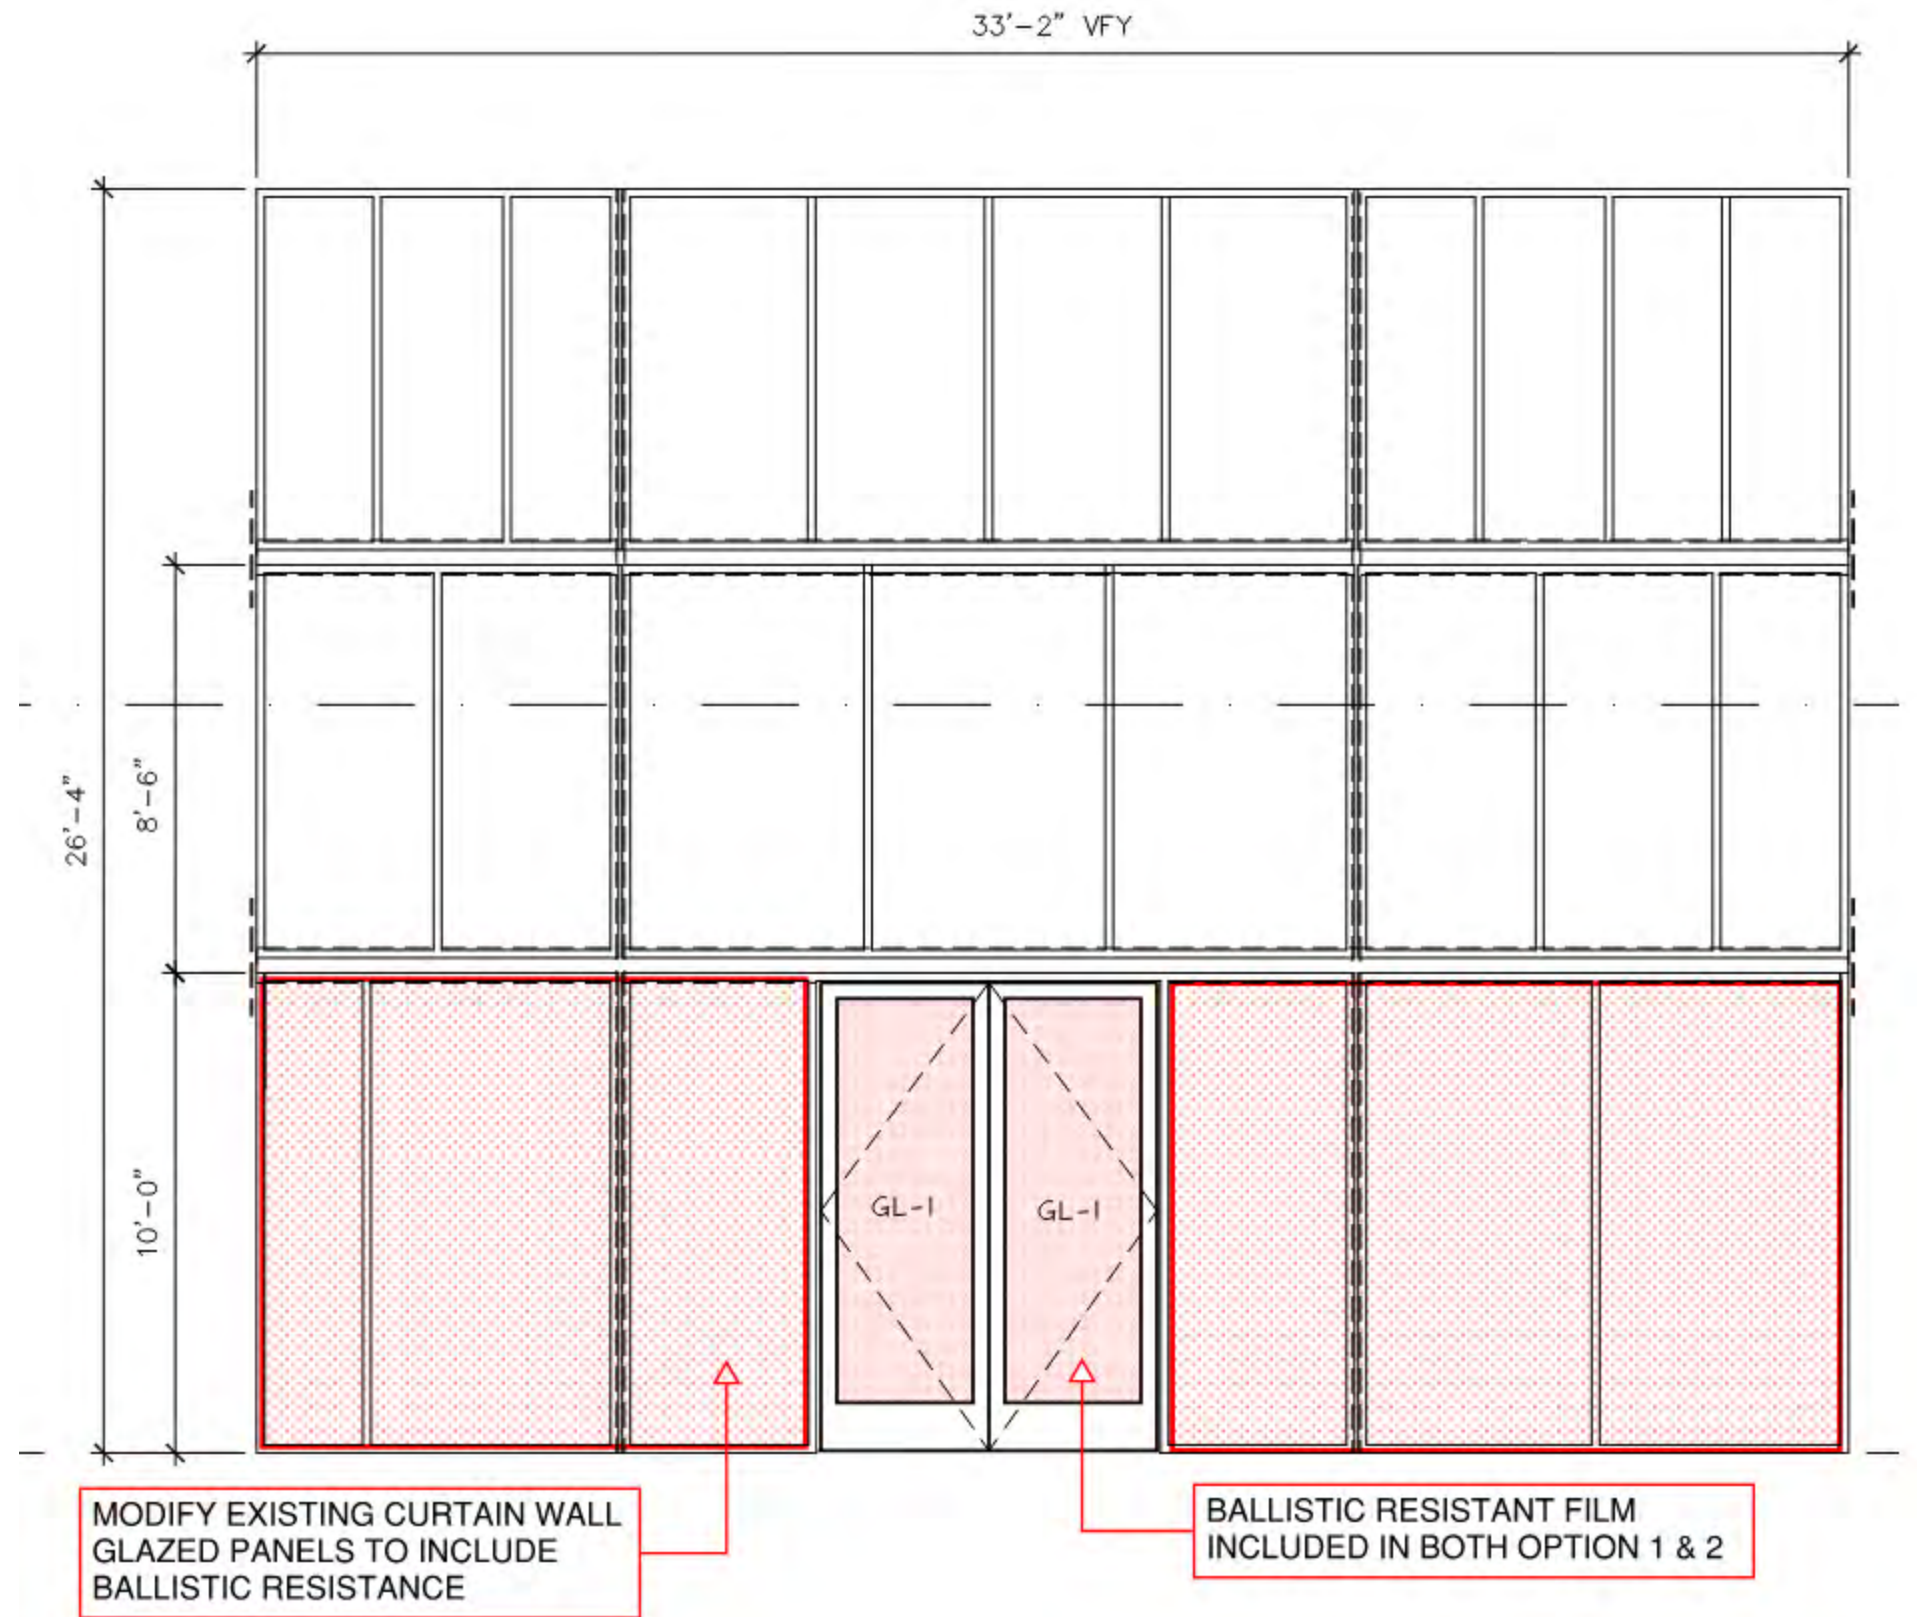 33'-2" VFY
26'-4"
8'-6"
10'-0"
GL-1
GL-1
MODIFY EXISTING CURTAIN WALL
GLAZED PANELS TO INCLUDE
BALLISTIC RESISTANCE
BALLISTIC RESISTANT FILM
INCLUDED IN BOTH OPTION 1 & 2